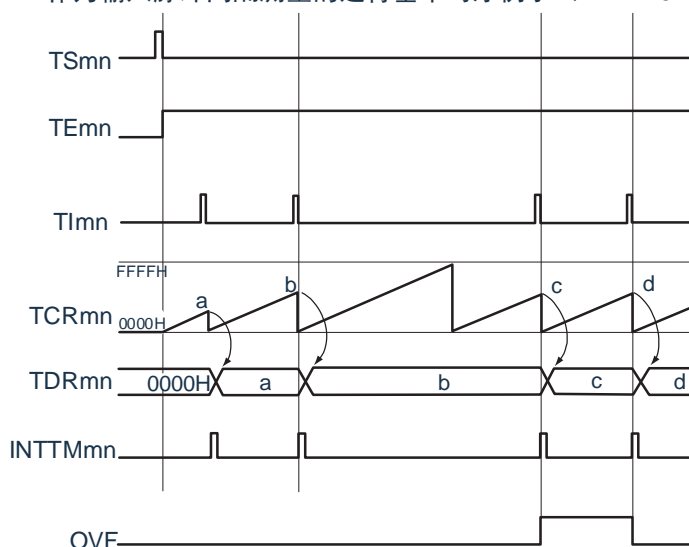 TSmn
TEmn
TImn
FFFFH
a b c d
TCRmn 0000H
TDRmn 0000H a b c d
INTTMmn
OVF